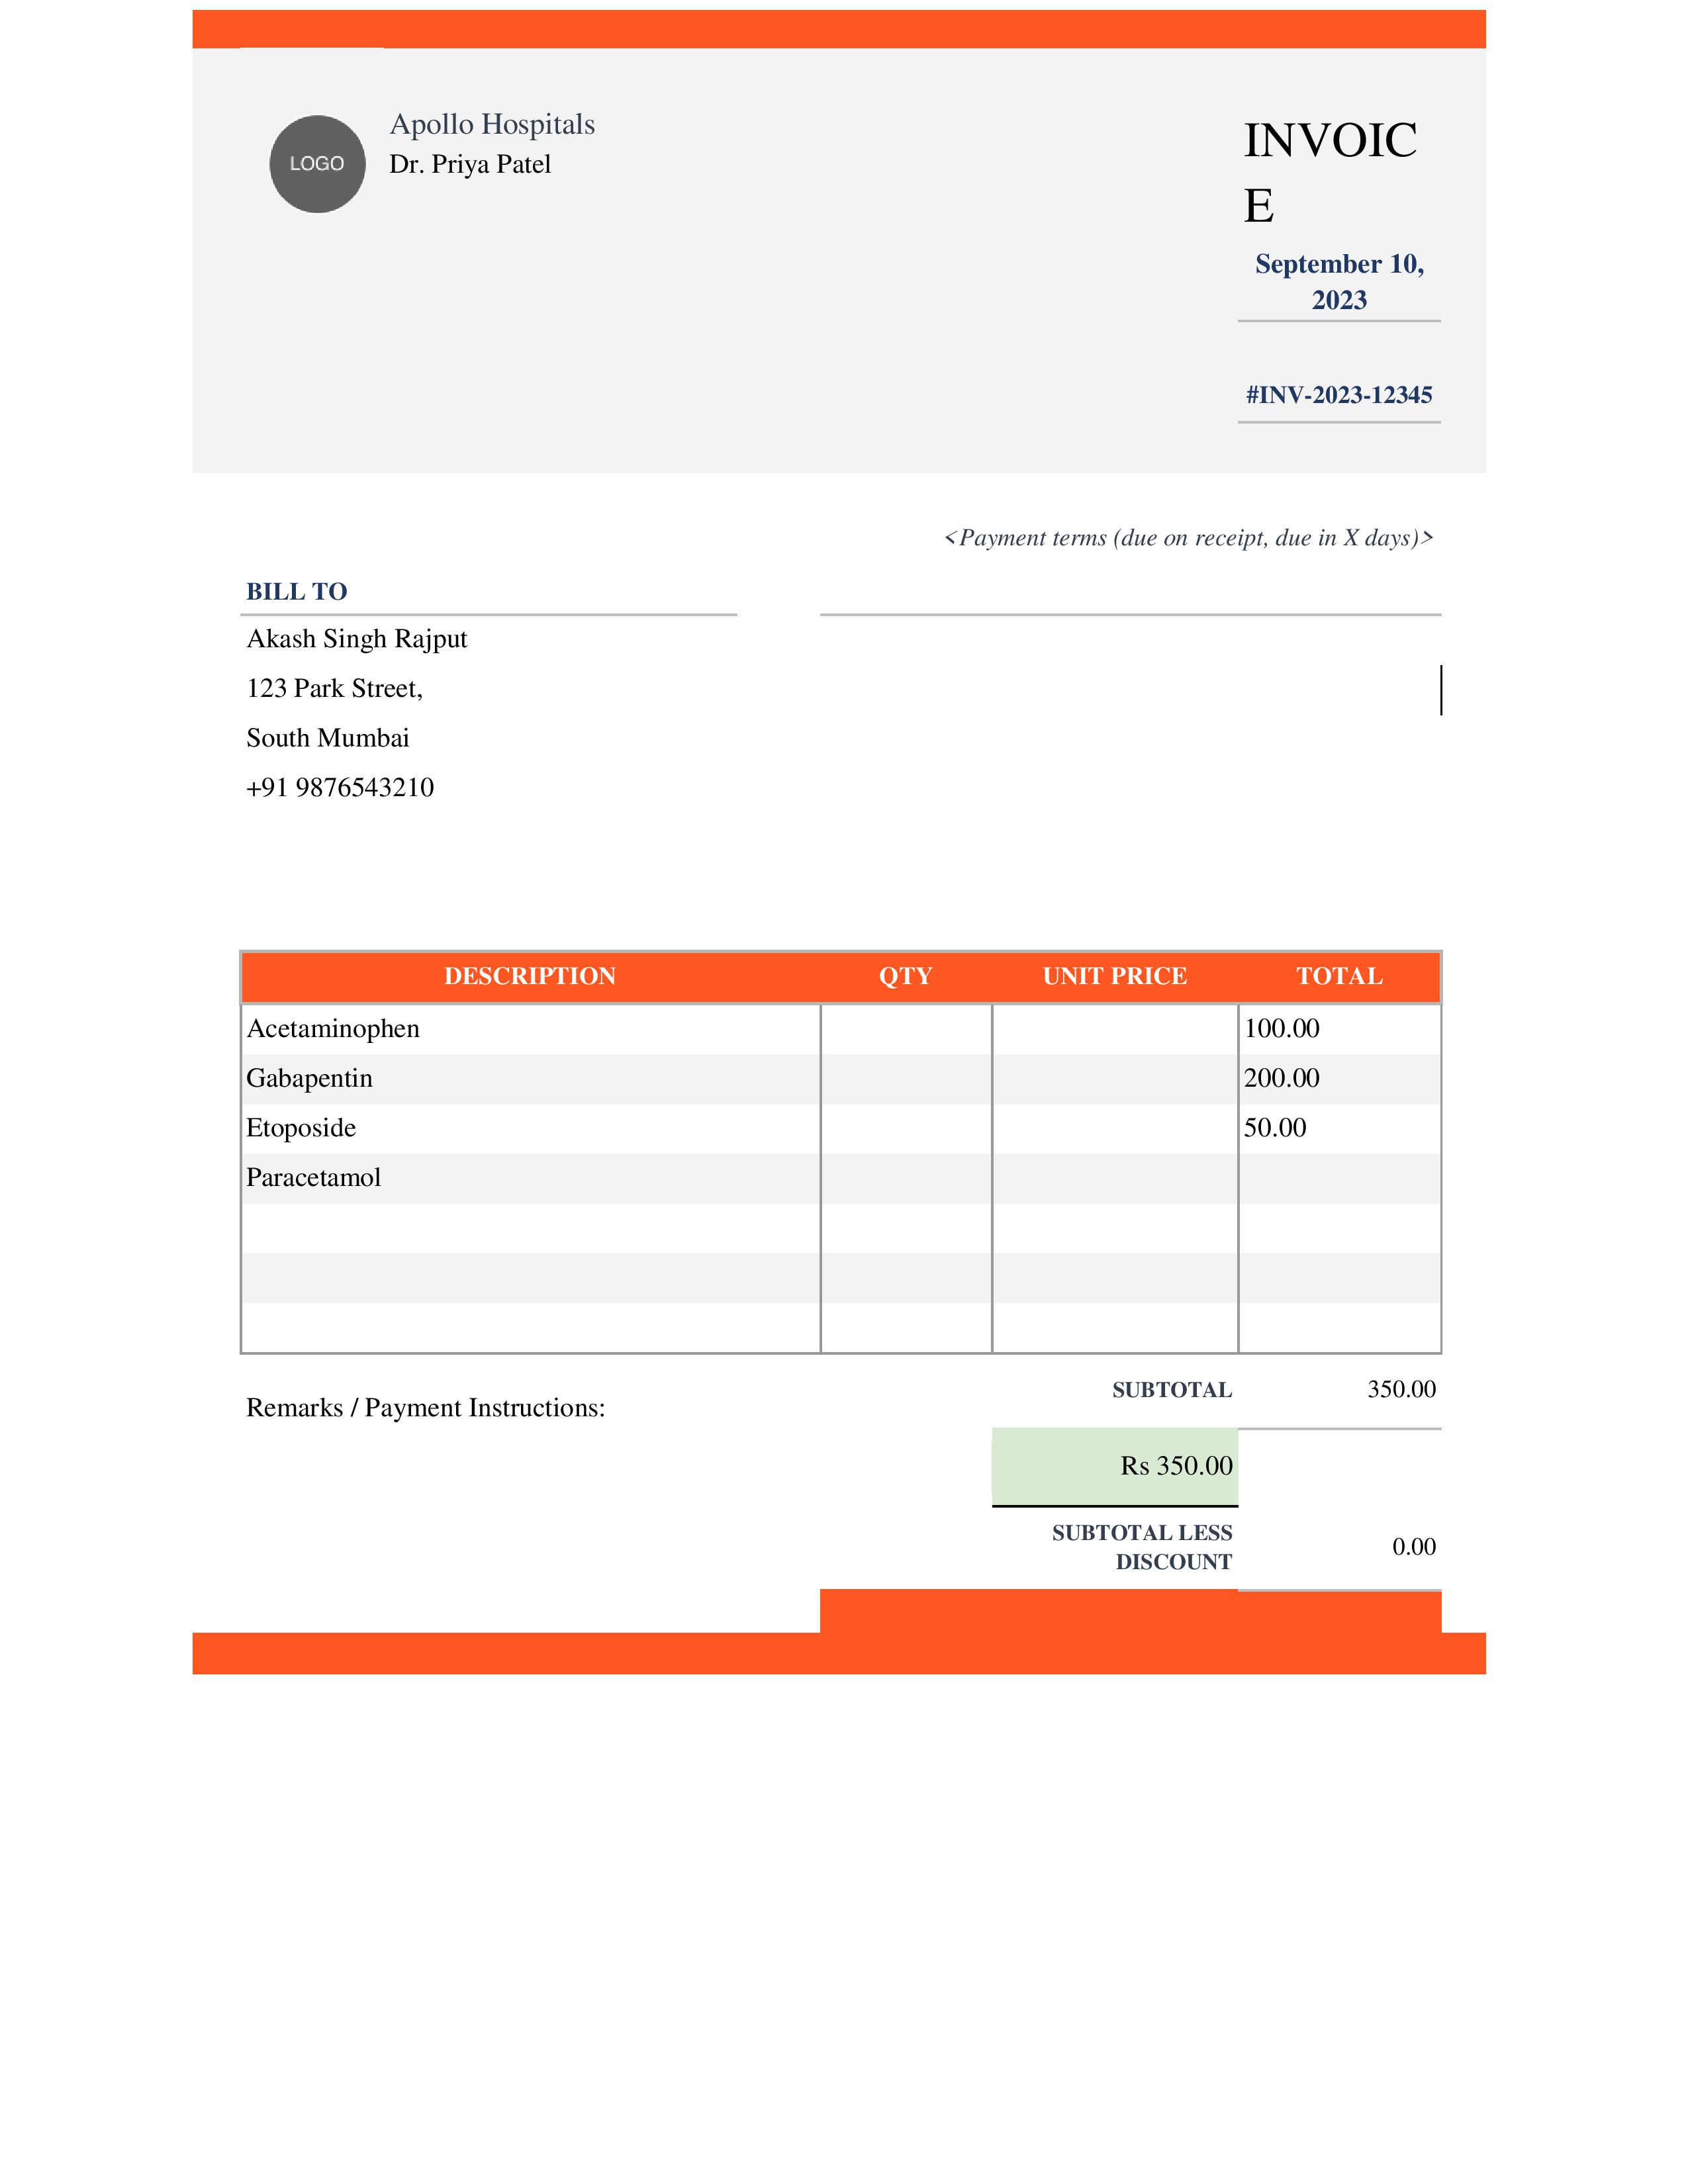 LOGO
Apollo Hospitals
Dr. Priya Patel
INVOIC
E
September 10,
2023
#INV-2023-12345
<Payment terms (due on receipt, due in X days)>
BILL TO
Akash Singh Rajput
123 Park Street,
South Mumbai
+91 9876543210
DESCRIPTION QTY UNIT PRICE TOTAL
Acetaminophen 100.00
Gabapentin 200.00
Etoposide 50.00
Paracetamol
SUBTOTAL 350.00
Remarks / Payment Instructions:
Rs 350.00
SUBTOTAL LESS
DISCOUNT 0.00